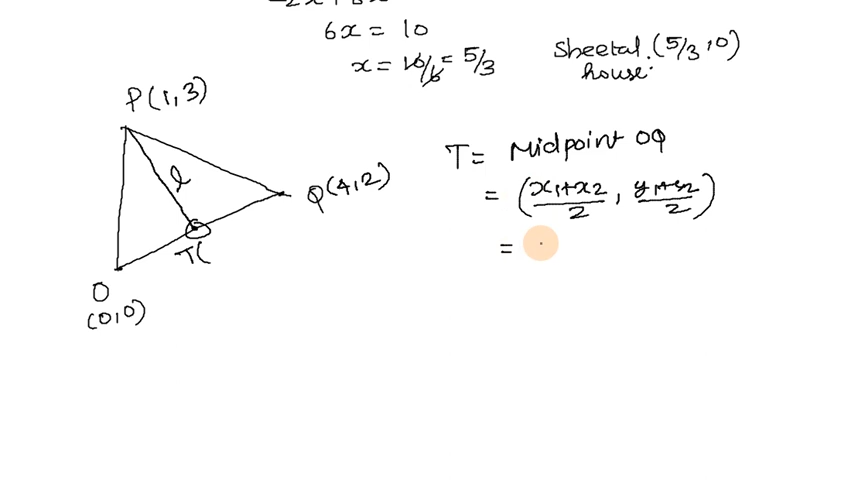 6x = 10
x = 10/6 = 5/3
Sheetal (5/3, 0)
house:
P(1,3)
l
Q(4,2)
T(
O
(0,0)
T = Midpoint OQ
= (x1+x2/2, y1+y2/2)
=